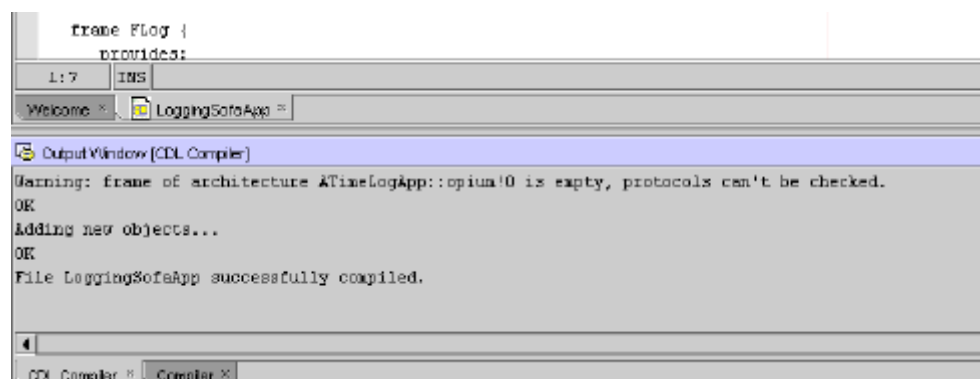 frame FLog {
provides:
1:7 INS
Welcome × LoggingSofaApp ×
Output Window [CDL Compiler]
Warning: frame of architecture ATimeLogApp::opium!0 is empty, protocols can't be checked.
OK
Adding new objects...
OK
File LoggingSofaApp successfully compiled.
CDL Compiler × Compiler ×